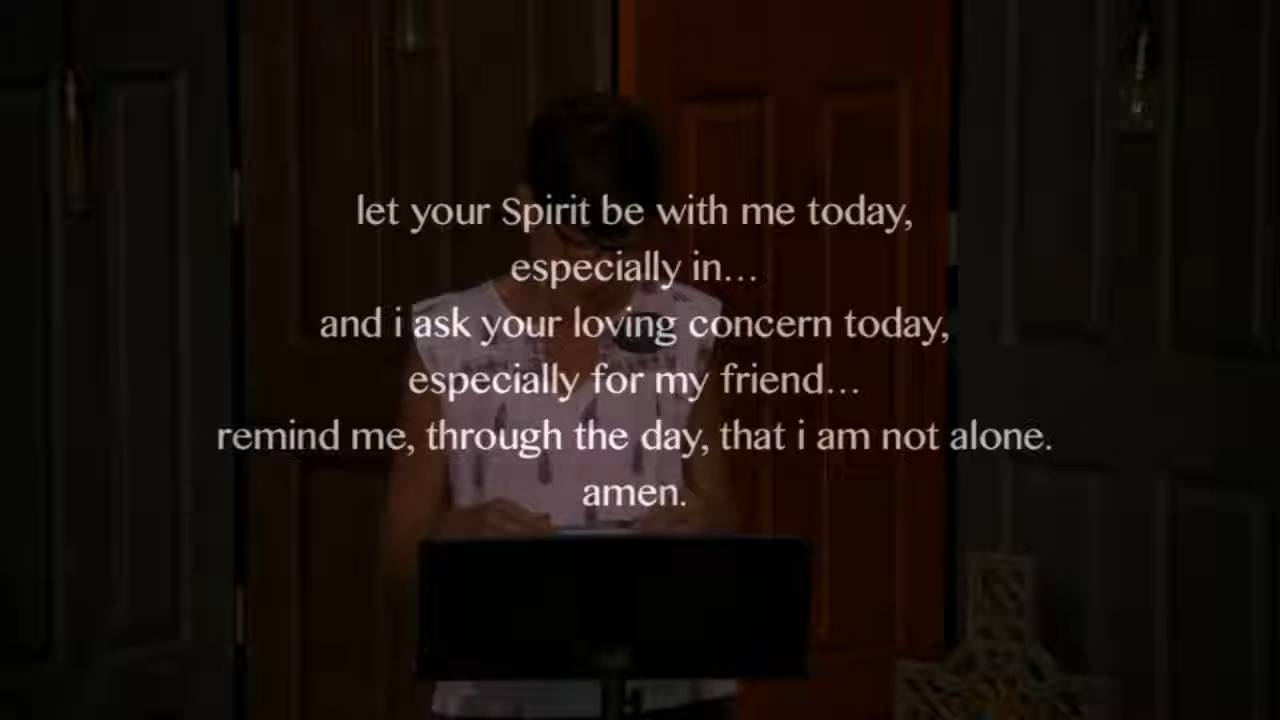 let your Spirit be with me today,
especially in...
and i ask your loving concern today,
especially for my friend...
remind me, through the day, that i am not alone.
amen.